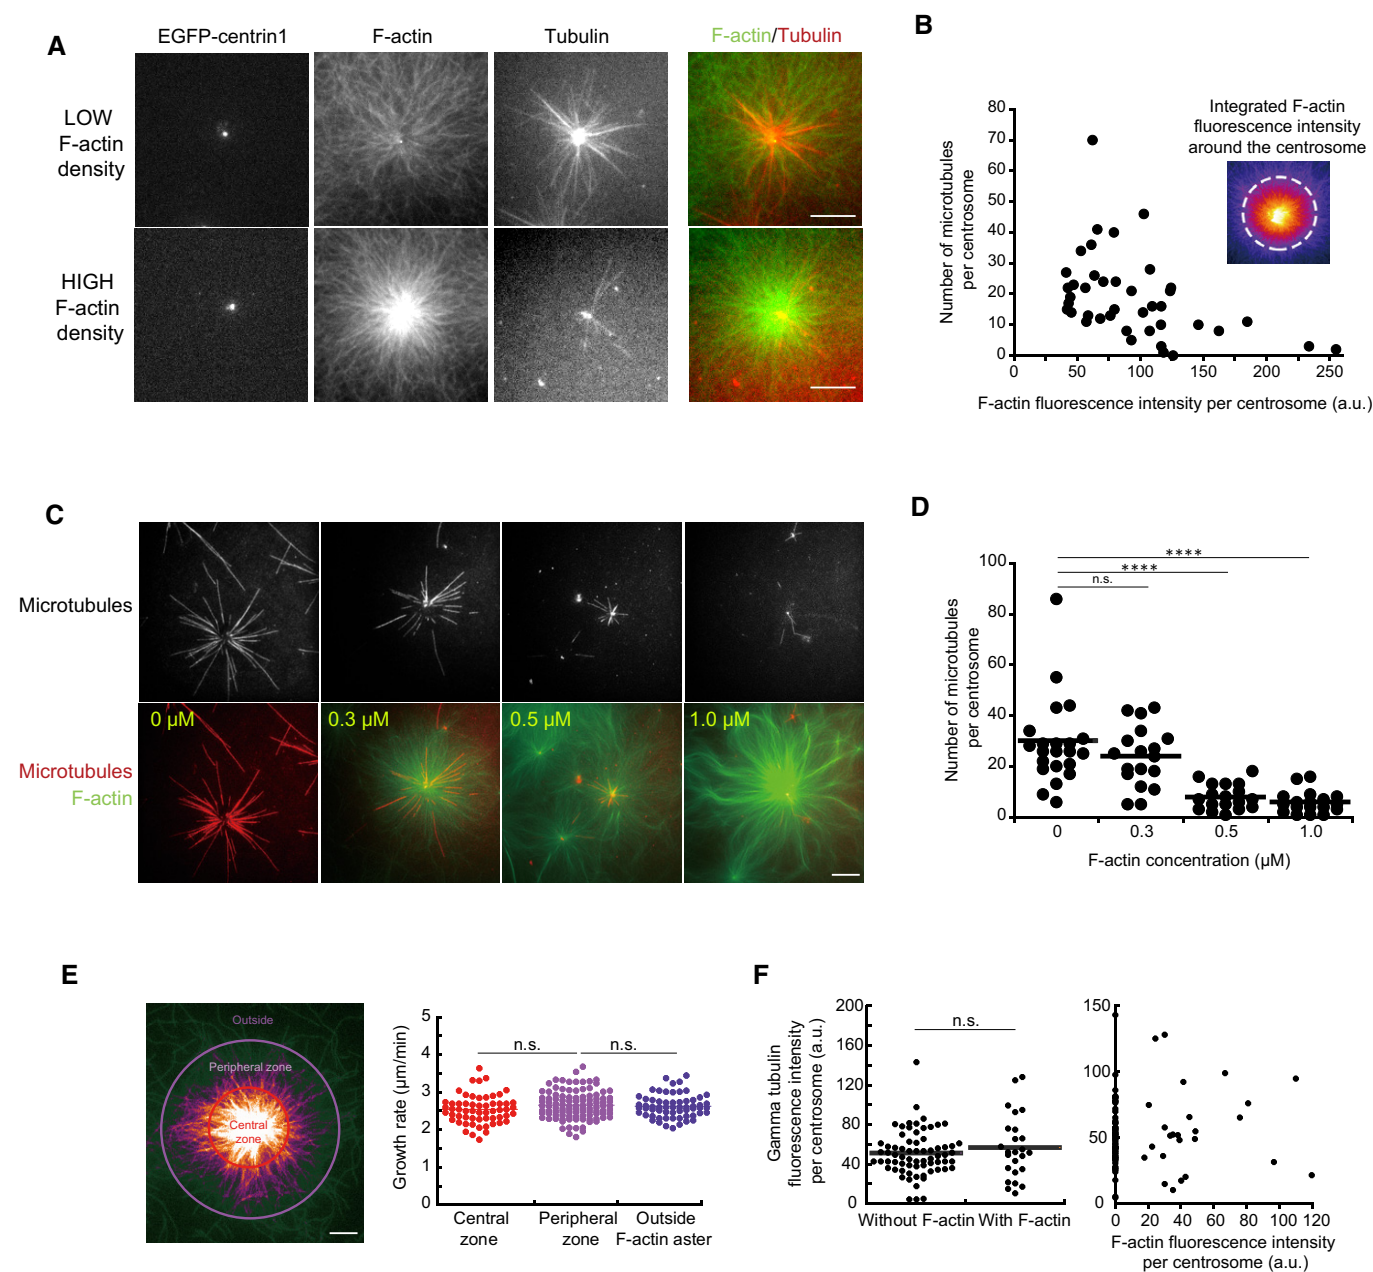 A
EGFP-centrin1
F-actin
Tubulin
F-actin/Tubulin
LOW
F-actin
density
HIGH
F-actin
density
B
Integrated F-actin
fluorescence intensity
around the centrosome
Number of microtubules
per centrosome
80
70
60
50
40
30
20
10
0
0 50 100 150 200 250
F-actin fluorescence intensity per centrosome (a.u.)
C
Microtubules
0 µM
0.3 µM
0.5 µM
1.0 µM
Microtubules
F-actin
D
****
****
n.s.
Number of microtubules
per centrosome
100
80
60
40
20
0
0 0.3 0.5 1.0
F-actin concentration (µM)
E
Outside
Peripheral zone
Central
zone
Growth rate (µm/min)
5
4
3
2
1
0
n.s.
n.s.
Central
zone
Peripheral
zone
Outside
F-actin aster
F
Gamma tubulin
fluorescence intensity
per centrosome (a.u.)
200
160
120
80
40
0
n.s.
Without F-actin With F-actin
150
100
50
0
0 20 40 60 80 100 120
F-actin fluorescence intensity
per centrosome (a.u.)